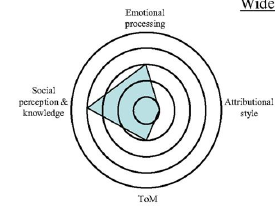 Wide
Emotional
processing
Social
perception &
knowledge
Attributional
style
ToM